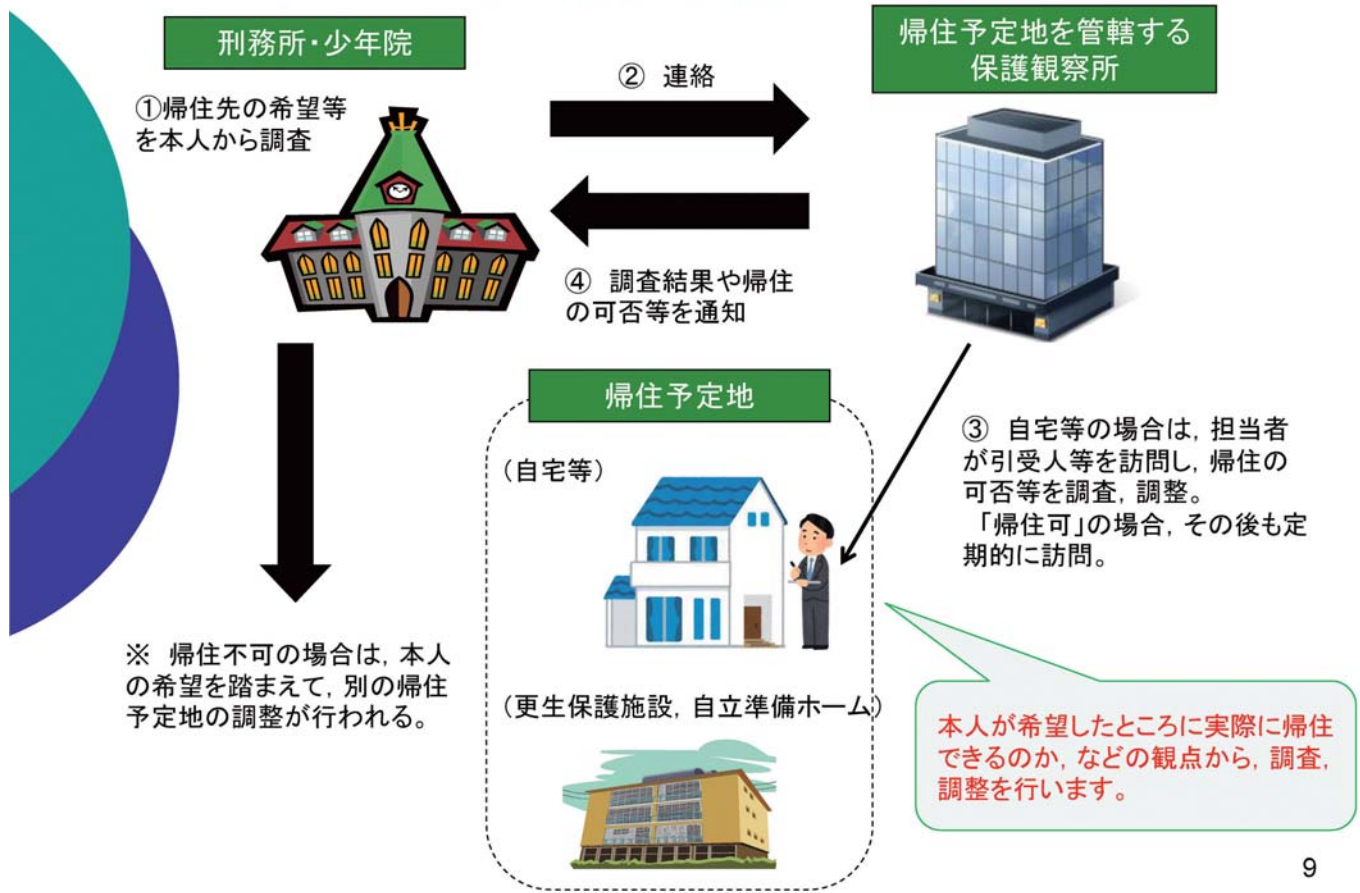 刑務所・少年院
帰住予定地を管轄する
保護観察所
①帰住先の希望等
を本人から調査
② 連絡
④ 調査結果や帰住
の可否等を通知
帰住予定地
(自宅等)
③ 自宅等の場合は, 担当者
が引受人等を訪問し, 帰住の
可否等を調査, 調整。
「帰住可」の場合, その後も定
期的に訪問。
※ 帰住不可の場合は, 本人
の希望を踏まえて, 別の帰住
予定地の調整が行われる。
(更生保護施設, 自立準備ホーム)
本人が希望したところに実際に帰住
できるのか, などの観点から, 調査,
調整を行います。
9